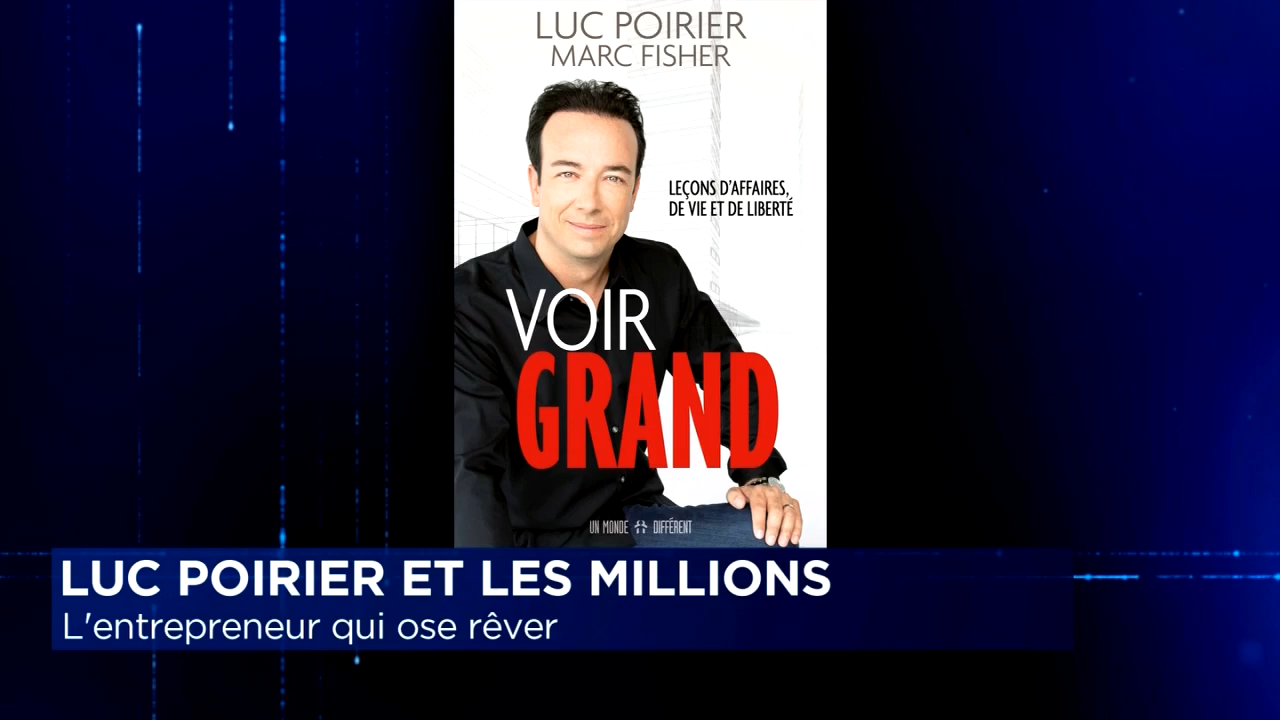 LUC POIRIER
MARC FISHER
LEÇONS D'AFFAIRES,
DE VIE ET DE LIBERTÉ
VOIR
GRAND
UN MONDE DIFFÉRENT
LUC POIRIER ET LES MILLIONS
L'entrepreneur qui ose rêver